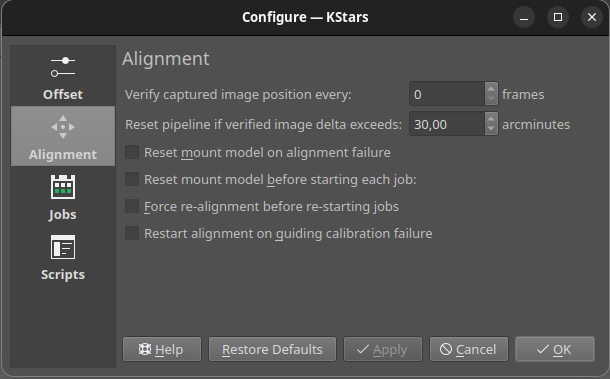 Configure — KStars
Offset
Alignment
Jobs
Scripts
Alignment
Verify captured image position every: 0 frames
Reset pipeline if verified image delta exceeds: 30,00 arcminutes
Reset mount model on alignment failure
Reset mount model before starting each job:
Force re-alignment before re-starting jobs
Restart alignment on guiding calibration failure
Help Restore Defaults Apply Cancel OK